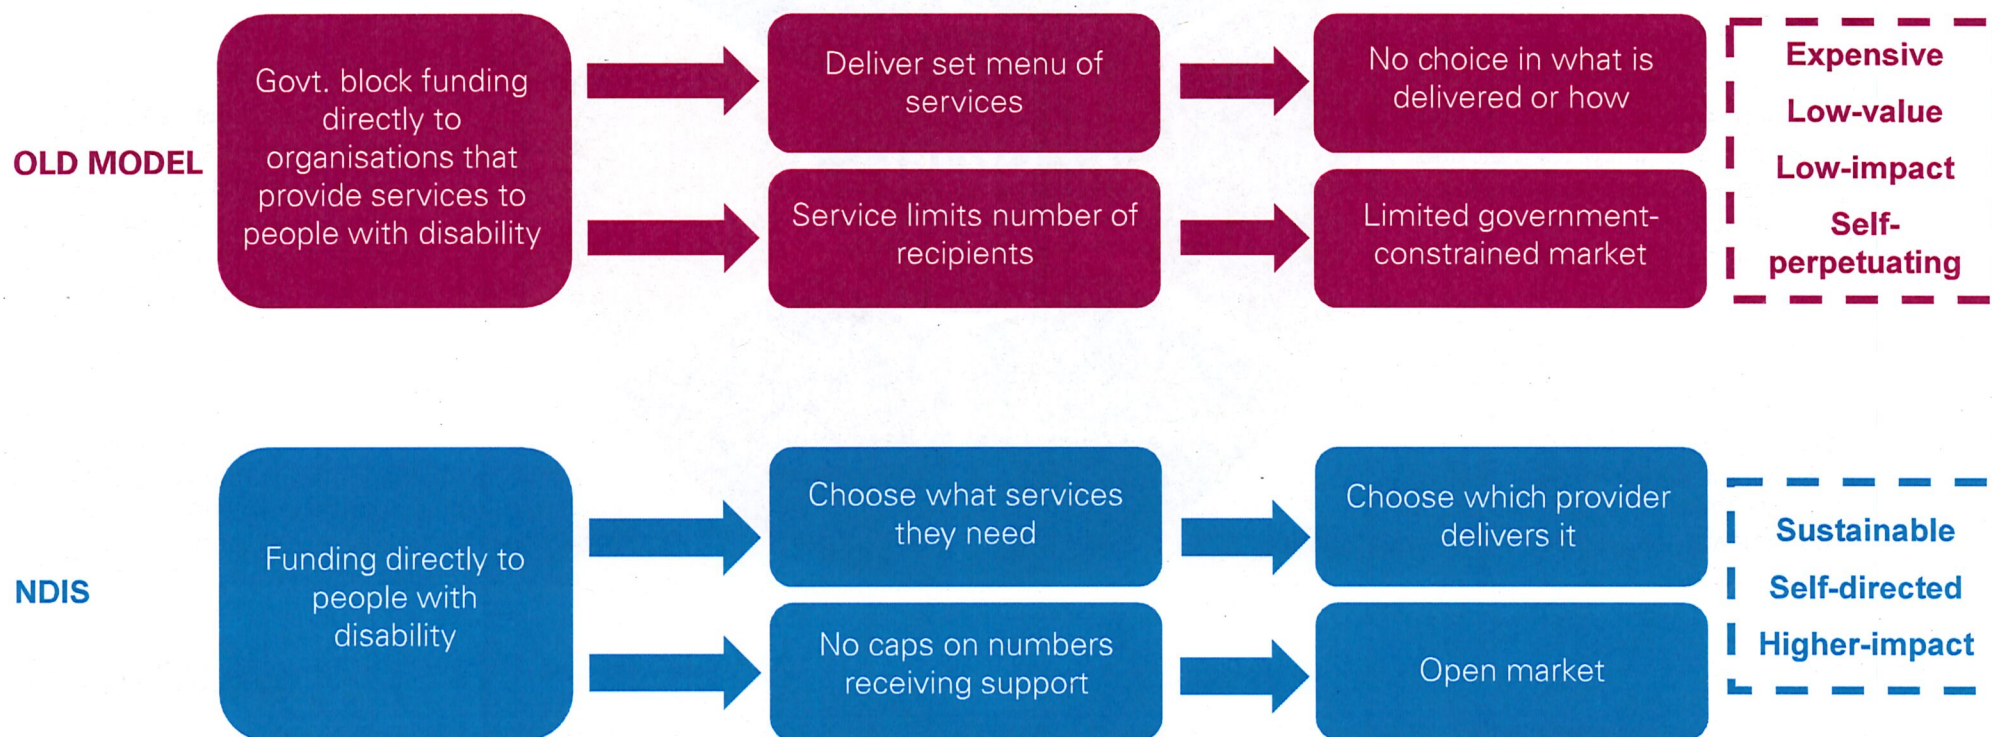 OLD MODEL
Govt. block funding
directly to
organisations that
provide services to
people with disability
Deliver set menu of
services
No choice in what is
delivered or how
Service limits number of
recipients
Limited government-
constrained market
Expensive
Low-value
Low-impact
Self-
perpetuating
NDIS
Funding directly to
people with
disability
Choose what services
they need
Choose which provider
delivers it
No caps on numbers
receiving support
Open market
Sustainable
Self-directed
Higher-impact